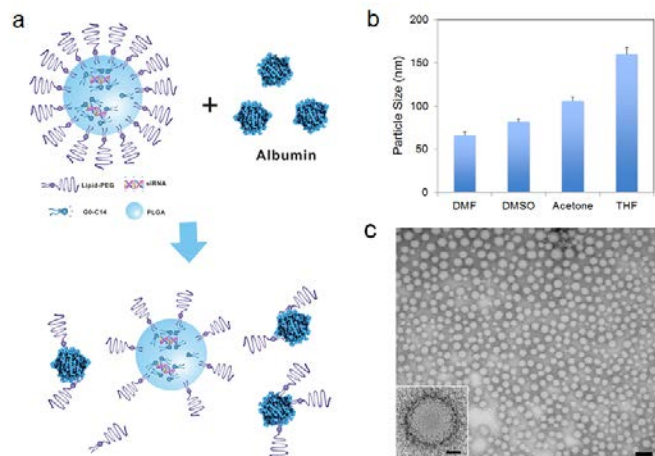 a
+
Albumin
Lipid-PEG
siRNA
G0-C14
PLGA
b
Particle Size (nm)
200
150
100
50
0
DMF
DMSO
Acetone
THF
c